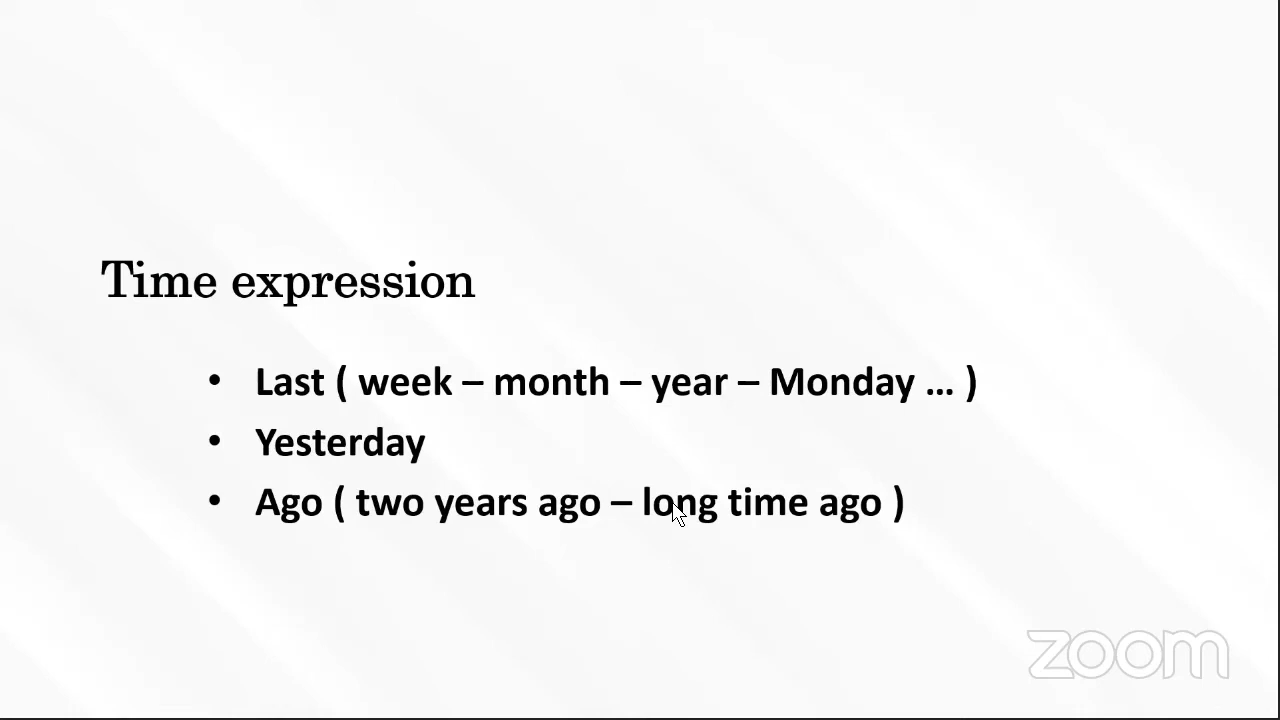 Time expression
• Last ( week – month – year – Monday ... )
• Yesterday
• Ago ( two years ago – long time ago )
zoom